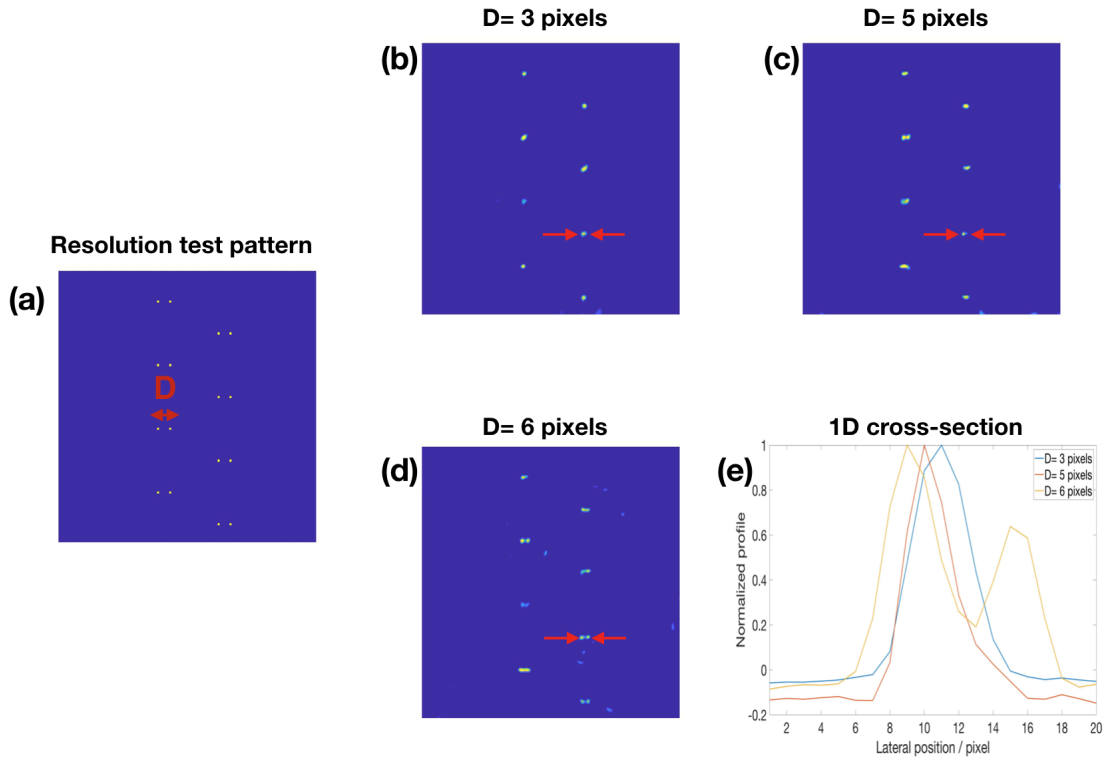 D= 3 pixels
D= 5 pixels
(b)
(c)
Resolution test pattern
(a)
D
D= 6 pixels
1D cross-section
(d)
(e)
1
D= 3 pixels
D= 5 pixels
D= 6 pixels
0.8
0.6
0.4
0.2
0
-0.2
Normalized profile
2 4 6 8 10 12 14 16 18 20
Lateral position / pixel